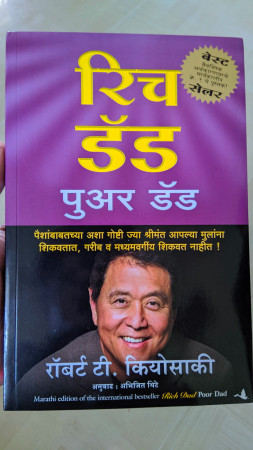 रिच
डॅड
पुअर डॅड
बेस्ट
सेलर
पैशांबाबतच्या अशा गोष्टी ज्या श्रीमंत आपल्या मुलांना
शिकवतात, गरीब व मध्यमवर्गीय शिकवत नाहीत !
रॉबर्ट टी. कियोसाकी
अनुवाद : अभिजित थिटे
Marathi edition of the international bestseller Rich Dad Poor Dad